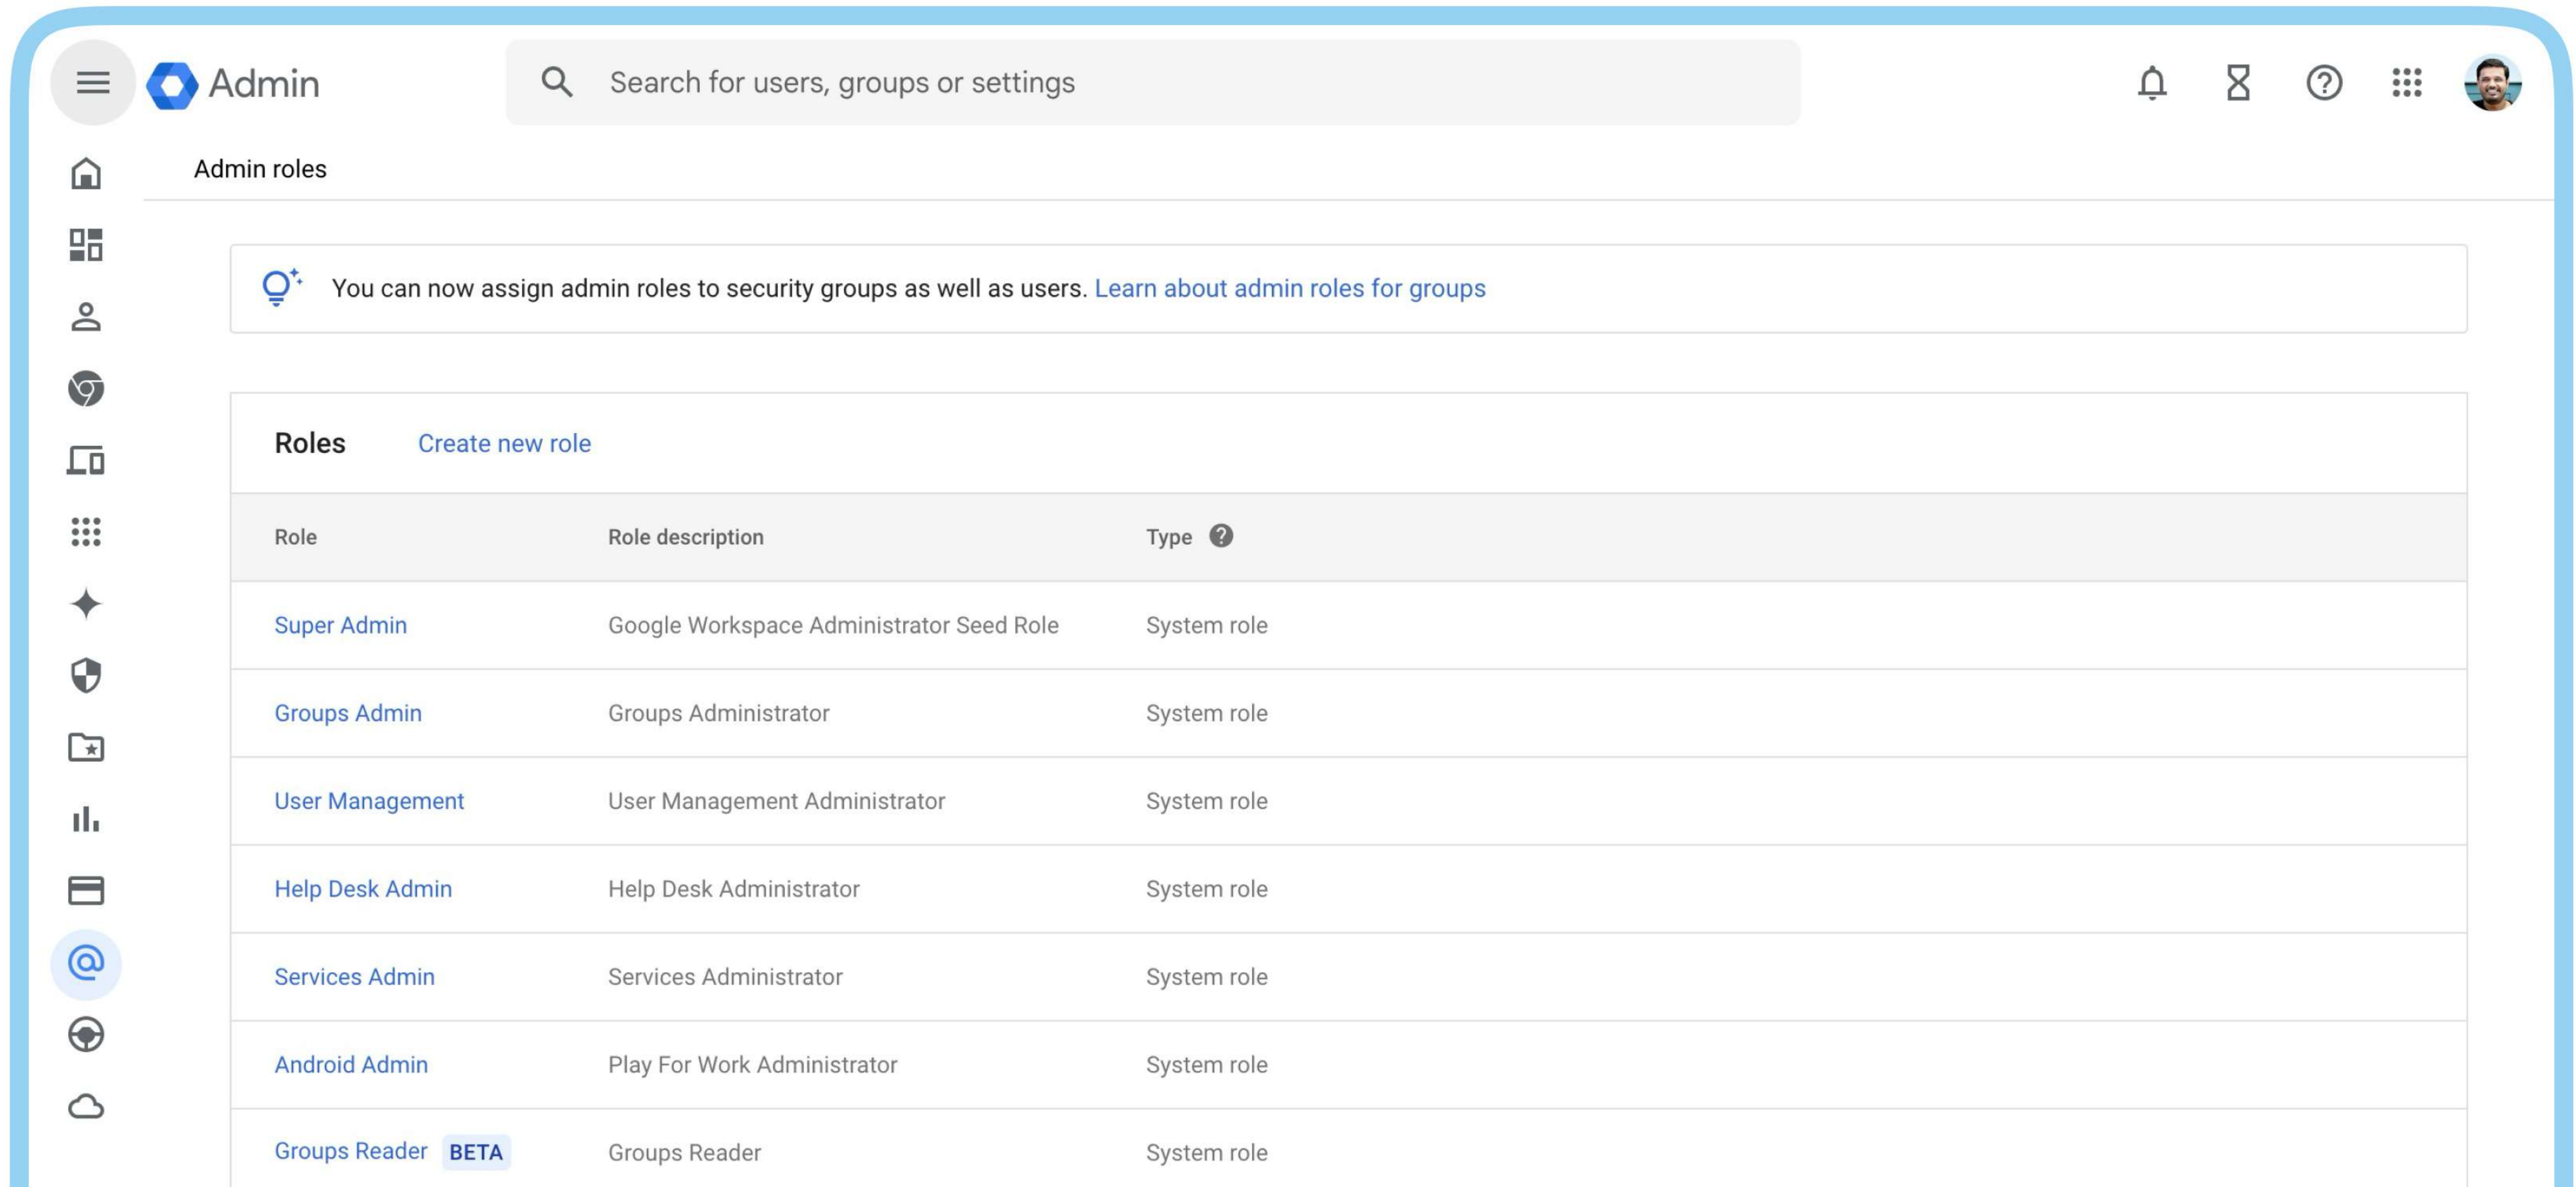 Admin
Search for users, groups or settings
Admin roles
You can now assign admin roles to security groups as well as users. Learn about admin roles for groups
Roles Create new role
Role Role description Type
Super Admin Google Workspace Administrator Seed Role System role
Groups Admin Groups Administrator System role
User Management User Management Administrator System role
Help Desk Admin Help Desk Administrator System role
Services Admin Services Administrator System role
Android Admin Play For Work Administrator System role
Groups Reader BETA Groups Reader System role